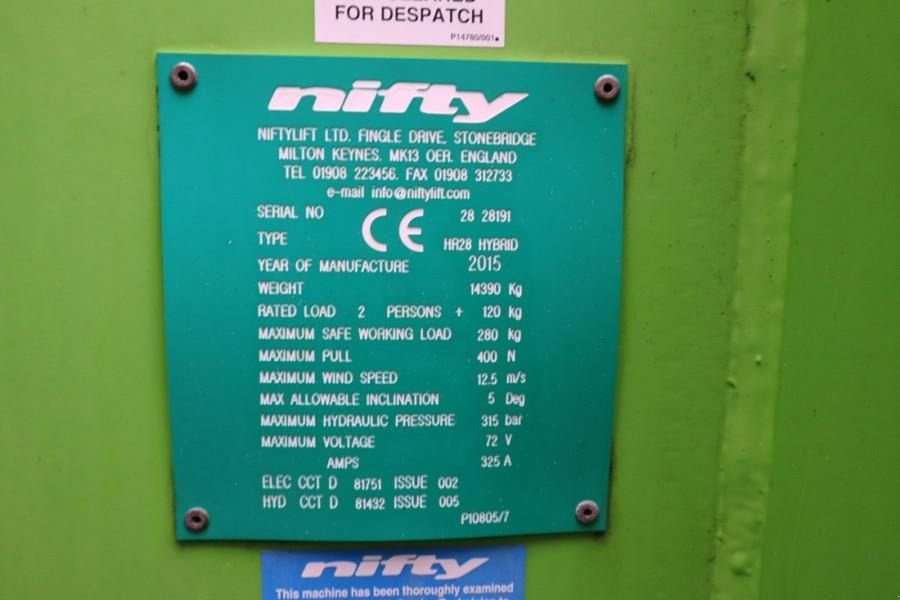 FOR DESPATCH
P14780/001
nifty
NIFTYLIFT LTD. FINGLE DRIVE, STONEBRIDGE
MILTON KEYNES. MK13 OER. ENGLAND
TEL 01908 223456. FAX 01908 312733
e-mail info@niftylift.com
SERIAL NO 28 28191
CE
TYPE HR28 HYBRID
YEAR OF MANUFACTURE 2015
WEIGHT 14390 Kg
RATED LOAD 2 PERSONS + 120 kg
MAXIMUM SAFE WORKING LOAD 280 kg
MAXIMUM PULL 400 N
MAXIMUM WIND SPEED 12.5 m/s
MAX ALLOWABLE INCLINATION 5 Deg
MAXIMUM HYDRAULIC PRESSURE 315 bar
MAXIMUM VOLTAGE 72 V
AMPS 325 A
ELEC CCT D 81751 ISSUE 002
HYD CCT D 81432 ISSUE 005
P10805/7
nifty
This machine has been thoroughly examined